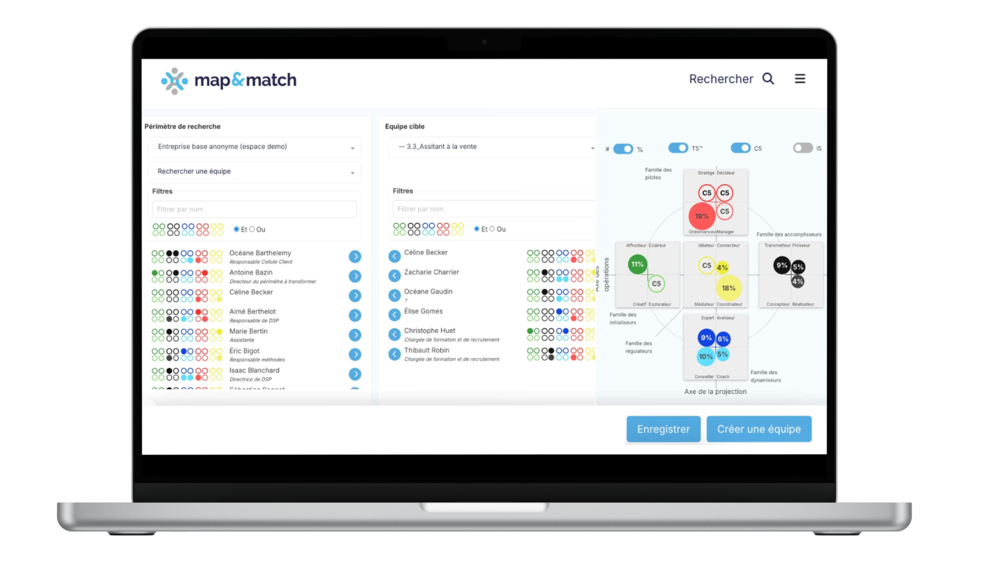 map&match
Rechercher
Périmètre de recherche
Entreprise base anonyme (espace demo)
Rechercher une équipe
Filtres
Filtrer par nom
Et Ou
Océane Barthelemy
Responsable Cellule Client
Antoine Bazin
Directeur du périmètre à transformer
Céline Becker
Aimé Berthelot
Responsable de DSP
Marie Bertin
Assistante
Éric Bigot
Responsable méthodes
Isaac Blanchard
Directrice de DSP
Equipe cible
-- 3.3_Assitant à la vente
Filtres
Filtrer par nom
Et Ou
Céline Becker
Zacharie Charrier
Océane Gaudin
?
Élise Gomes
Christophe Huet
Chargée de formation et de recrutement
Thibault Robin
Chargée de formation et de recrutement
# % T5™ C5 I5
Famille des
pilotes
Stratège Décideur
C5 C5
19% C5
Ordonnanceur Manager
Famille des accomplisseurs
Affronteur Éclaireur
11%
C5
Créatif Explorateur
Idéateur Connecteur
C5 4%
18%
Médiateur Coordinateur
Transmetteur Finisseur
9% 5%
4%
Concepteur Réalisateur
Axe des
opérations
Famille des
initialiseurs
Famille des
régulateurs
Expert Avaliseur
9% 6%
10% 5%
Conseiller Coach
Famille des
dynamiseurs
Axe de la projection
Enregistrer
Créer une équipe